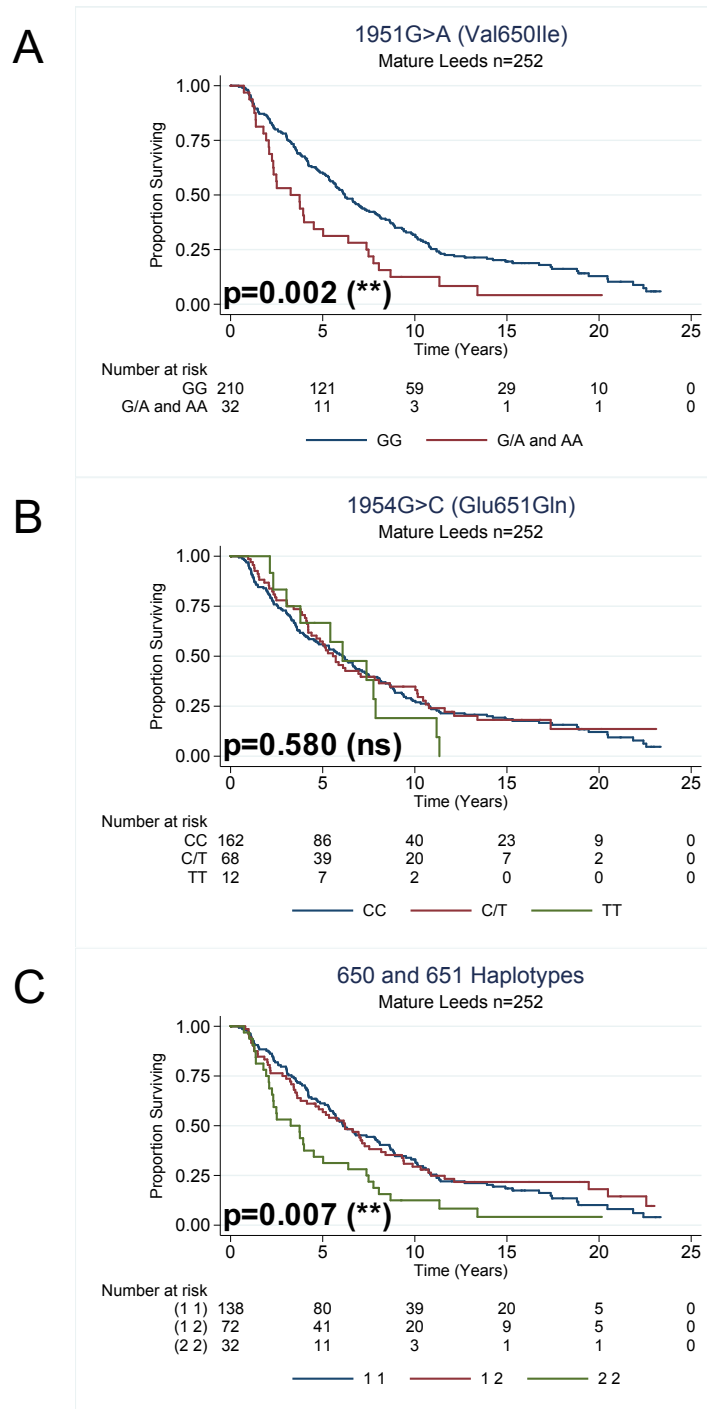 A
1951G>A (Val650Ile)
Mature Leeds n=252
Proportion Surviving
1.00
0.75
0.50
0.25
0.00
p=0.002 (**)
0 5 10 15 20 25
Time (Years)
Number at risk
GG 210 121 59 29 10 0
G/A and AA 32 11 3 1 1 0
GG G/A and AA
B
1954G>C (Glu651Gln)
Mature Leeds n=252
Proportion Surviving
1.00
0.75
0.50
0.25
0.00
p=0.580 (ns)
0 5 10 15 20 25
Time (Years)
Number at risk
CC 162 86 40 23 9 0
C/T 68 39 20 7 2 0
TT 12 7 2 0 0 0
CC C/T TT
C
650 and 651 Haplotypes
Mature Leeds n=252
Proportion Surviving
1.00
0.75
0.50
0.25
0.00
p=0.007 (**)
0 5 10 15 20 25
Time (Years)
Number at risk
(1 1) 138 80 39 20 5 0
(1 2) 72 41 20 9 5 0
(2 2) 32 11 3 1 1 0
1 1 1 2 2 2